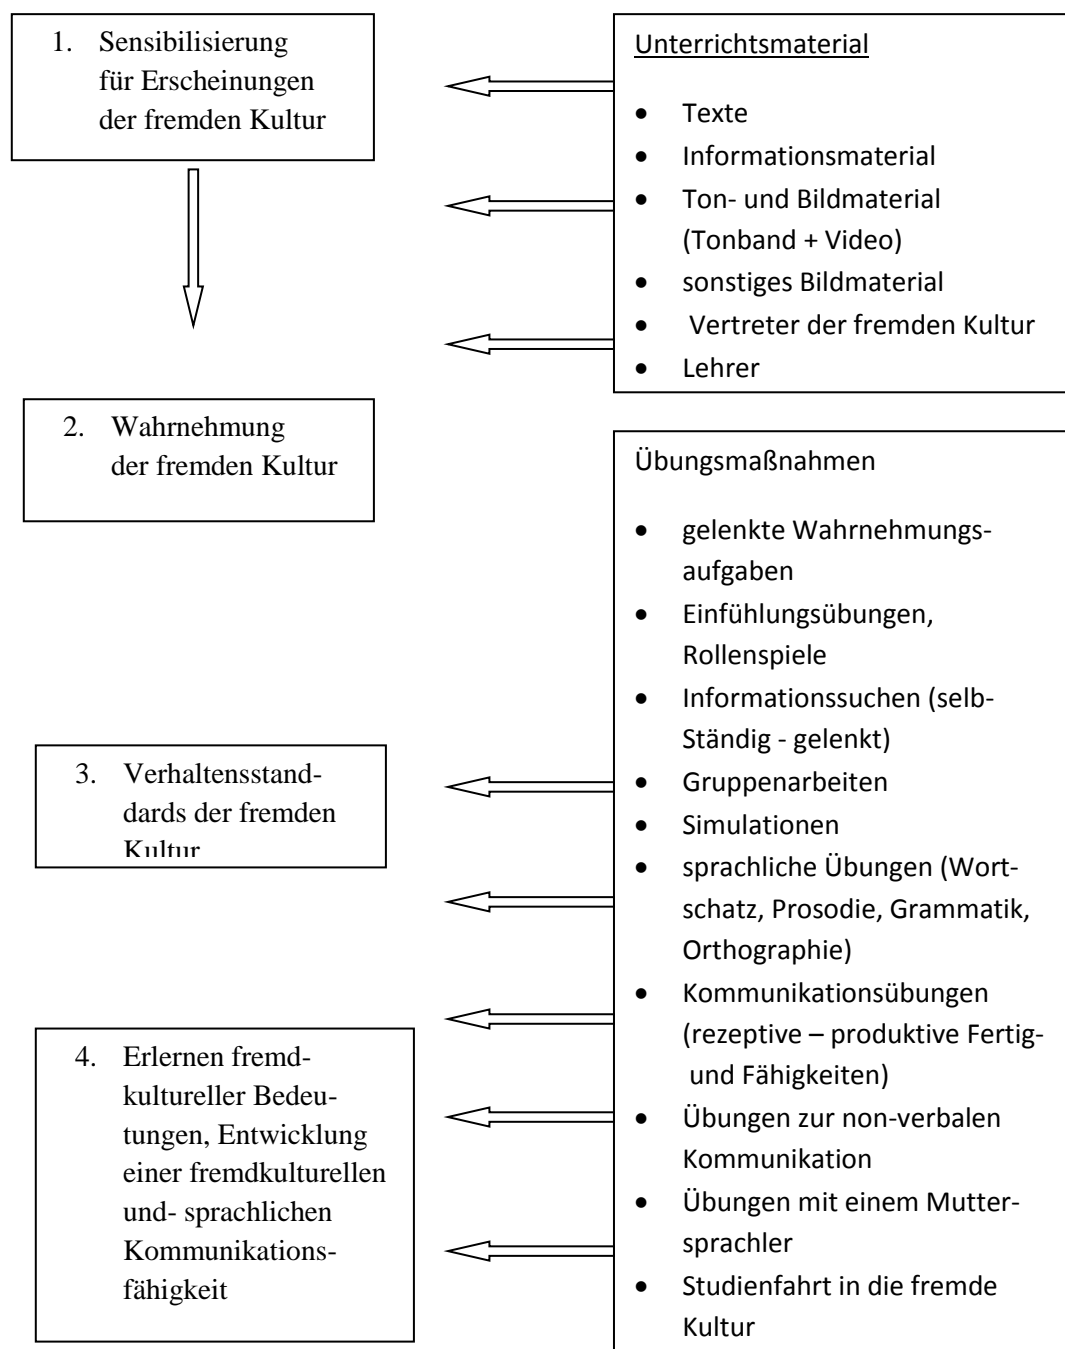 1. Sensibilisierung
für Erscheinungen
der fremden Kultur
2. Wahrnehmung
der fremden Kultur
3. Verhaltensstand-
dards der fremden
Kultur
4. Erlernen fremd-
kultureller Bedeu-
tungen, Entwicklung
einer fremdkulturellen
und- sprachlichen
Kommunikations-
fähigkeit
Unterrichtsmaterial
• Texte
• Informationsmaterial
• Ton- und Bildmaterial
(Tonband + Video)
• sonstiges Bildmaterial
• Vertreter der fremden Kultur
• Lehrer
Übungsmaßnahmen
• gelenkte Wahrnehmungs-
aufgaben
• Einfühlungsübungen,
Rollenspiele
• Informationssuchen (selb-
Ständig - gelenkt)
• Gruppenarbeiten
• Simulationen
• sprachliche Übungen (Wort-
schatz, Prosodie, Grammatik,
Orthographie)
• Kommunikationsübungen
(rezeptive – produktive Fertig-
und Fähigkeiten)
• Übungen zur non-verbalen
Kommunikation
• Übungen mit einem Mutter-
sprachler
• Studienfahrt in die fremde
Kultur